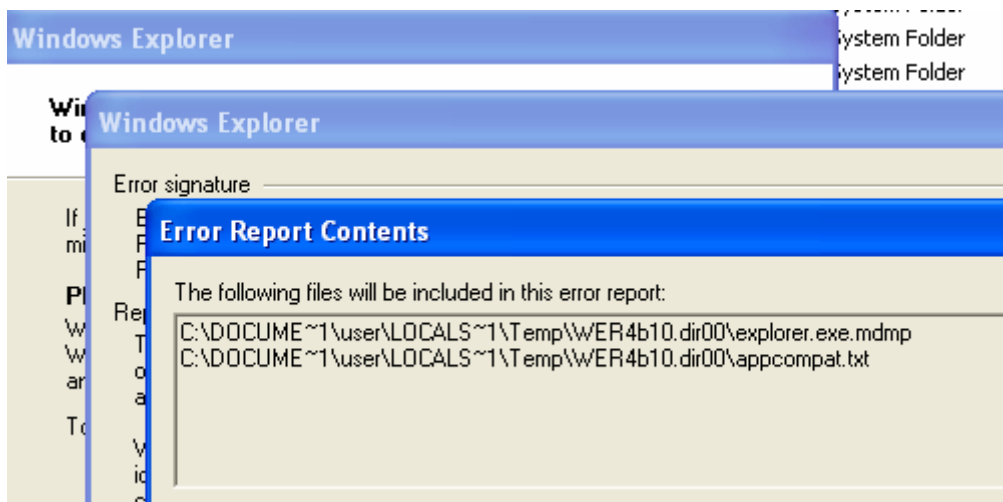 System Folder
System Folder
Windows Explorer
to
Windows Explorer
Error signature
If
Error Report Contents
The following files will be included in this error report:
C:\DOCUME~1\user\LOCALS~1\Temp\WER4b10.dir00\explorer.exe.mdmp
C:\DOCUME~1\user\LOCALS~1\Temp\WER4b10.dir00\appcompat.txt